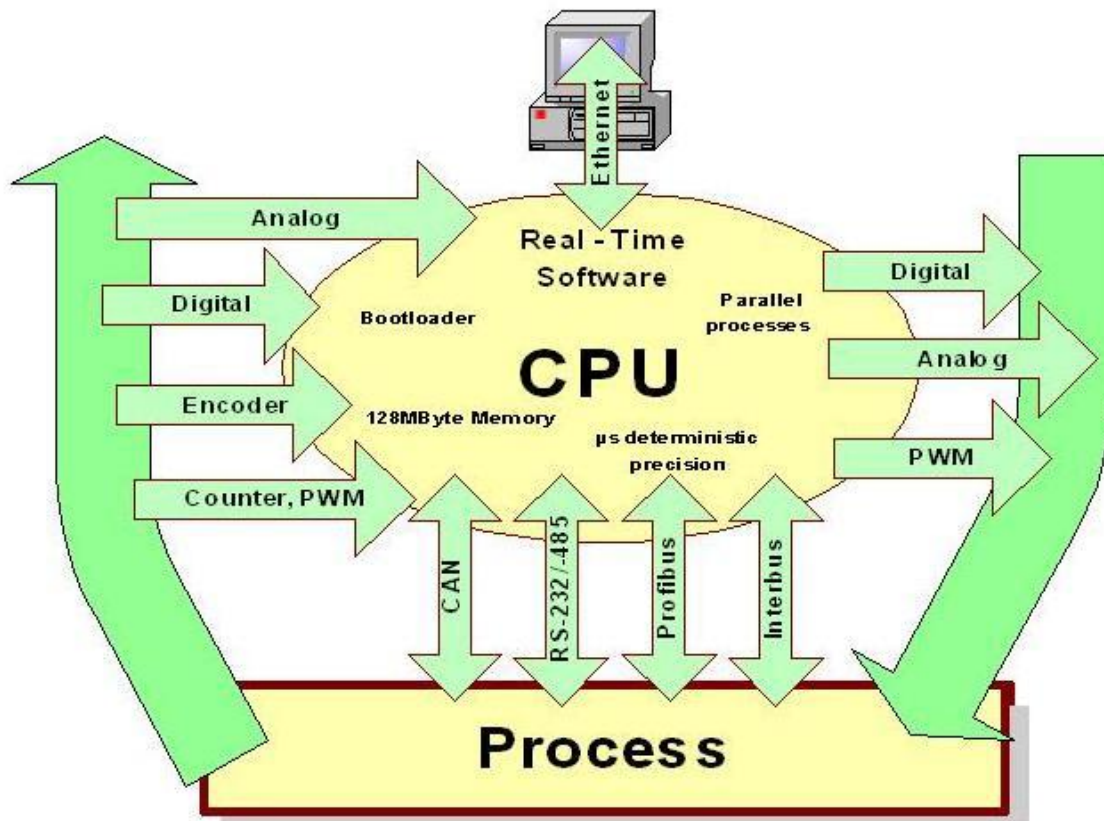 Ethernet
Analog
Real - Time
Software
Digital
Digital
Bootloader
Parallel
processes
CPU
Analog
Encoder
128MByte Memory
µs deterministic
precision
PWM
Counter, PWM
CAN
RS-232/-485
Profibus
Interbus
Process